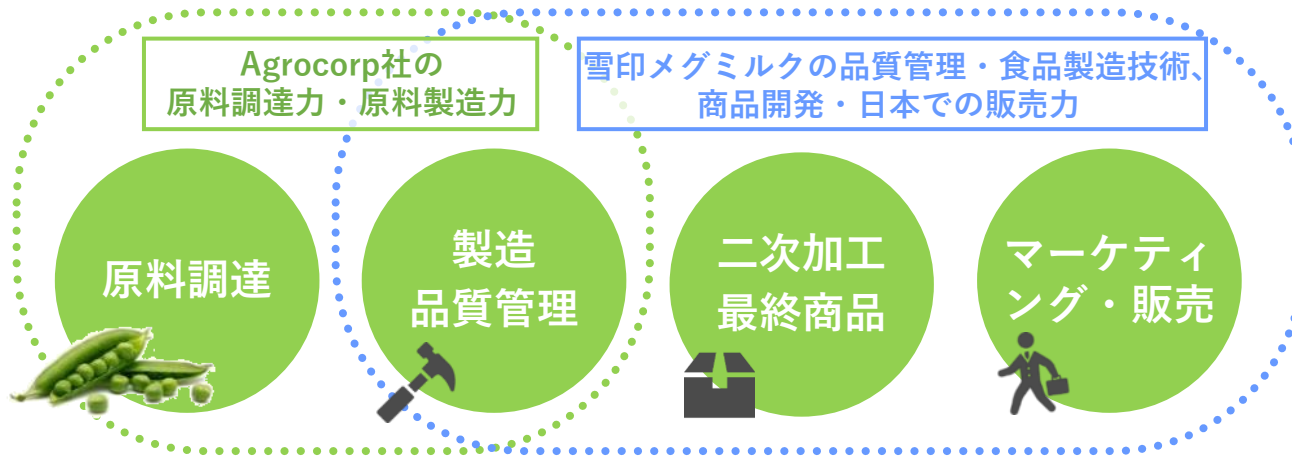 Agrocorp社の
原料調達力・原料製造力
雪印メグミルクの品質管理・食品製造技術、
商品開発・日本での販売力
原料調達
製造
品質管理
二次加工
最終商品
マーケティ
ング・販売